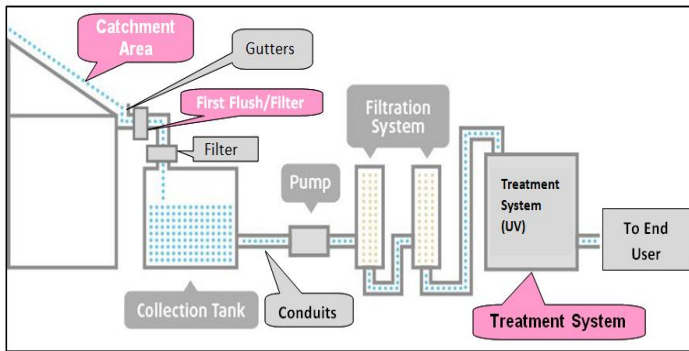 Catchment
Area
Gutters
First Flush/Filter
Filter
Filtration
System
Pump
Treatment
System
(UV)
To End
User
Collection Tank
Conduits
Treatment System